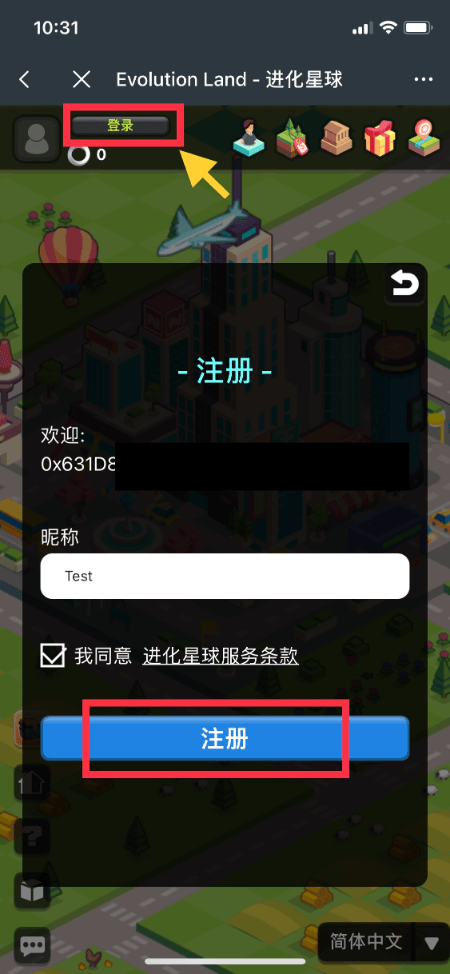 10:31
Evolution Land - 进化星球
登录
0
- 注册 -
欢迎:
0x631D8
昵称
Test
我同意 进化星球服务条款
注册
简体中文